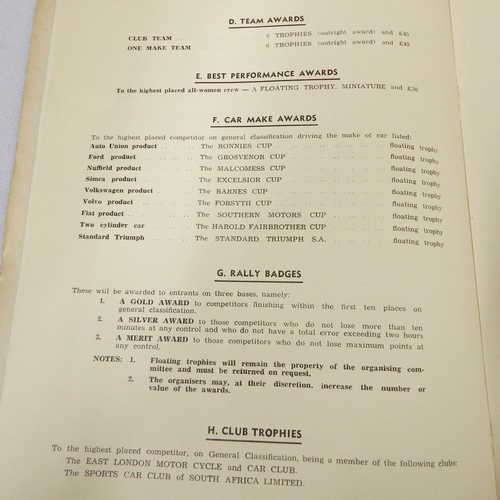 D. TEAM AWARDS
CLUB TEAM 6 TROPHIES (outright award) and £45
ONE MAKE TEAM 6 TROPHIES (outright award) and £45
E. BEST PERFORMANCE AWARDS
To the highest placed all-women crew — A FLOATING TROPHY, MINIATURE and
F. CAR MAKE AWARDS
To the highest placed competitor on general classification driving the make of car listed:
Auto Union product The BONNIES CUP floating trophy
Ford product The GROSVENOR CUP floating trophy
Nuffield product The MALCOMESS CUP floating trophy
Simca product The EXCELSIOR CUP floating trophy
Volkswagen product The BARNES CUP floating trophy
Volvo product The FORSYTH CUP floating trophy
Fiat product The SOUTHERN MOTORS CUP floating trophy
Two cylinder car The HAROLD FAIRBROTHER CUP floating trophy
Standard Triumph The STANDARD TRIUMPH S.A. floating trophy
G. RALLY BADGES
These will be awarded to entrants on three bases, namely:
1. A GOLD AWARD to competitors finishing within the first ten places on
general classification.
2. A SILVER AWARD to those competitors who do not lose more than ten
minutes at any control and who do not have a total error exceeding two hours
2. A MERIT AWARD to those competitors who do not lose maximum points at
any control.
NOTES: 1. Floating trophies will remain the property of the organising com-
mittee and must be returned on request.
2. The organisers may, at their discretion, increase the number or
value of the awards.
H. CLUB TROPHIES
To the highest placed competitor, on General Classification, being a member of the following clubs:
The EAST LONDON MOTOR CYCLE and CAR CLUB.
The SPORTS CAR CLUB of SOUTH AFRICA LIMITED.